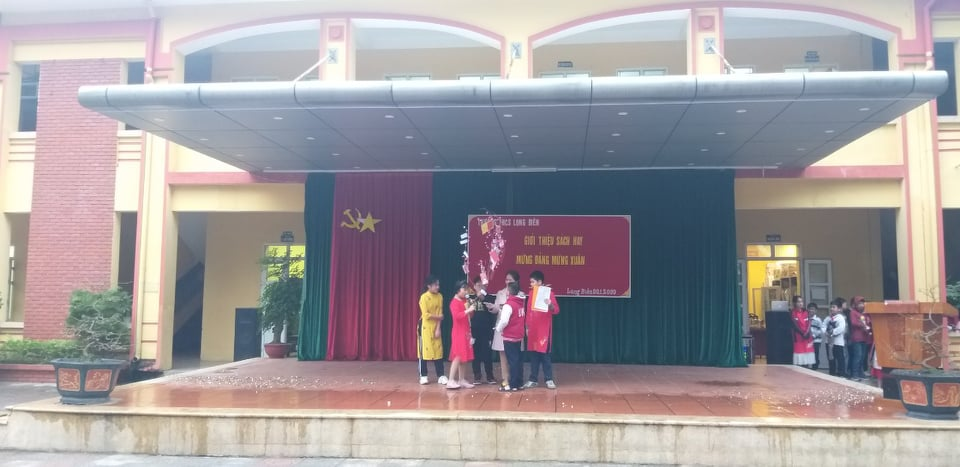 THCS LONG BIÊN
GIỚI THIỆU SÁCH HAY
MỪNG ĐẢNG MỪNG XUÂN
Long Biên